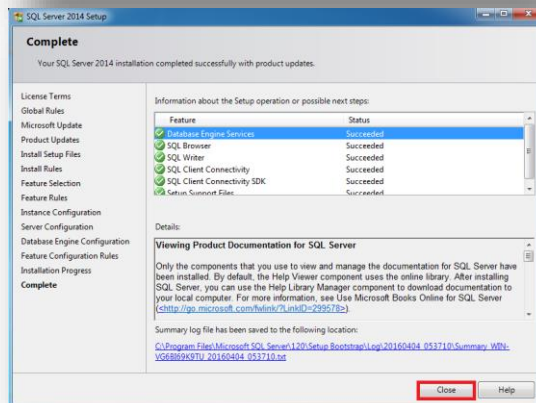 SQL Server 2014 Setup
Complete
Your SQL Server 2014 installation completed successfully with product updates.
License Terms
Global Rules
Microsoft Update
Product Updates
Install Setup Files
Install Rules
Feature Selection
Feature Rules
Instance Configuration
Server Configuration
Database Engine Configuration
Feature Configuration Rules
Installation Progress
Complete
Information about the Setup operation or possible next steps:
Feature Status
Database Engine Services Succeeded
SQL Browser Succeeded
SQL Writer Succeeded
SQL Client Connectivity Succeeded
SQL Client Connectivity SDK Succeeded
Setup Support Files Succeeded
Details:
Viewing Product Documentation for SQL Server
Only the components that you use to view and manage the documentation for SQL Server have
been installed. By default, the Help Viewer component uses the online library. After installing
SQL Server, you can use the Help Library Manager component to download documentation to
your local computer. For more information, see Use Microsoft Books Online for SQL Server
(<http://go.microsoft.com/fwlink/?LinkID=299578>).
Summary log file has been saved to the following location:
C:\Program Files\Microsoft SQL Server\120\Setup Bootstrap\Log\20160404_053710\Summary_WIN-
VG6BI69K9TU_20160404_053710.txt
Close Help